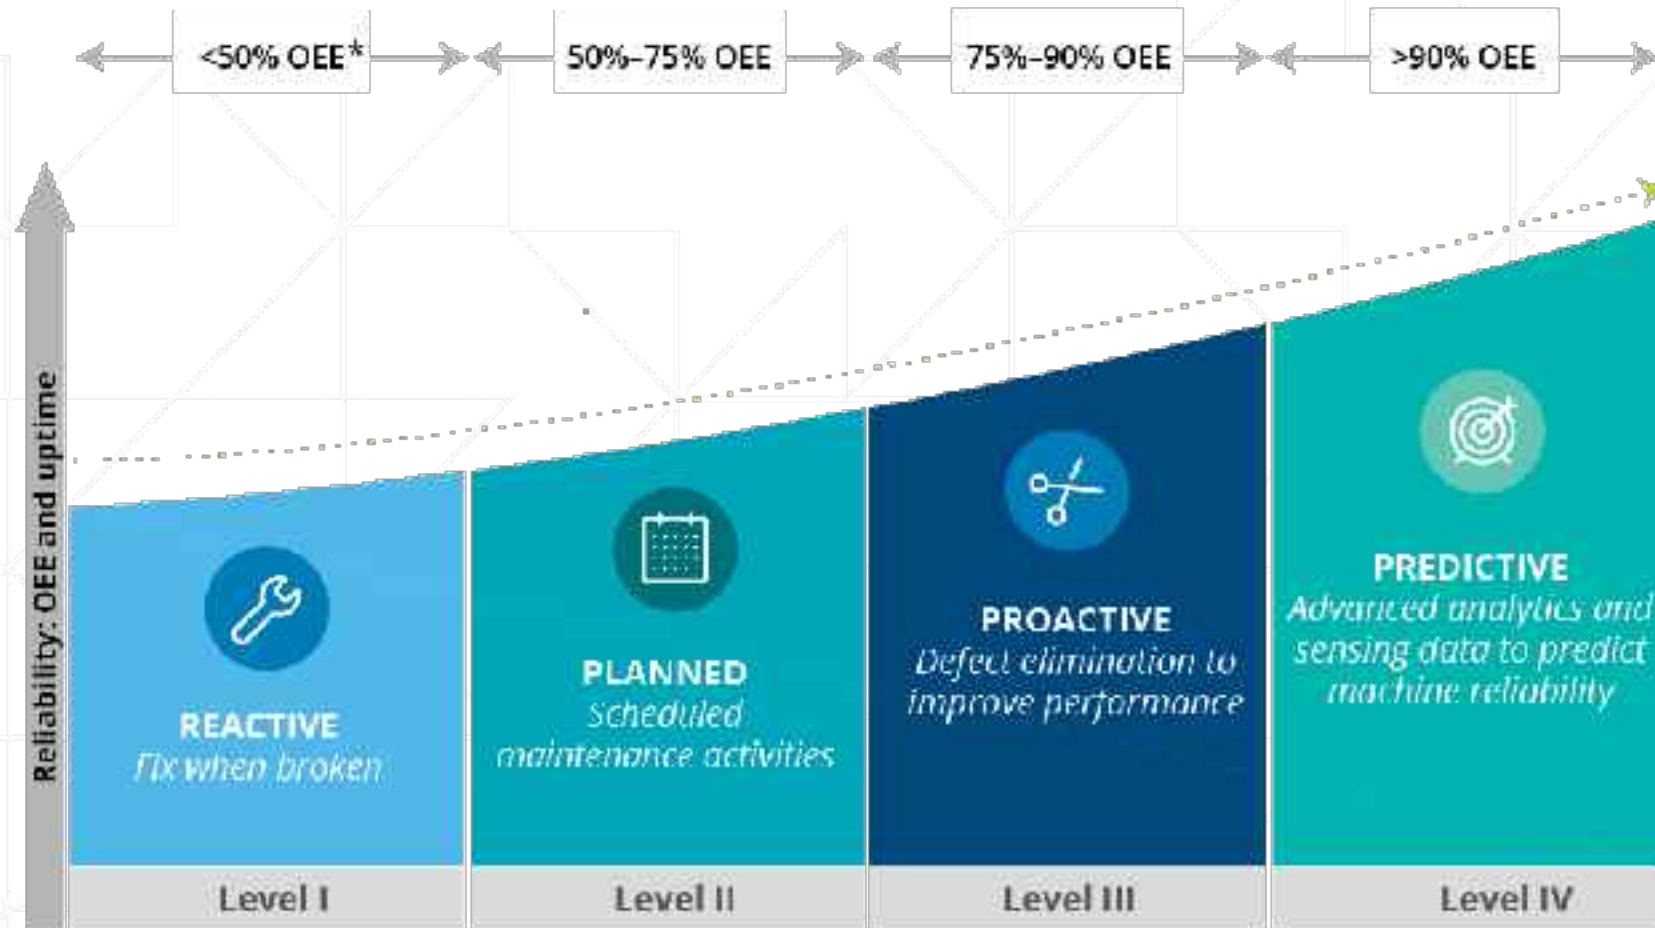 <50% OEE*
50%–75% OEE
75%–90% OEE
>90% OEE
Reliability: OEE and uptime
REACTIVE
Fix when broken
Level I
PLANNED
Scheduled
maintenance activities
Level II
PROACTIVE
Defect elimination to
improve performance
Level III
PREDICTIVE
Advanced analytics and
sensing data to predict
machine reliability
Level IV